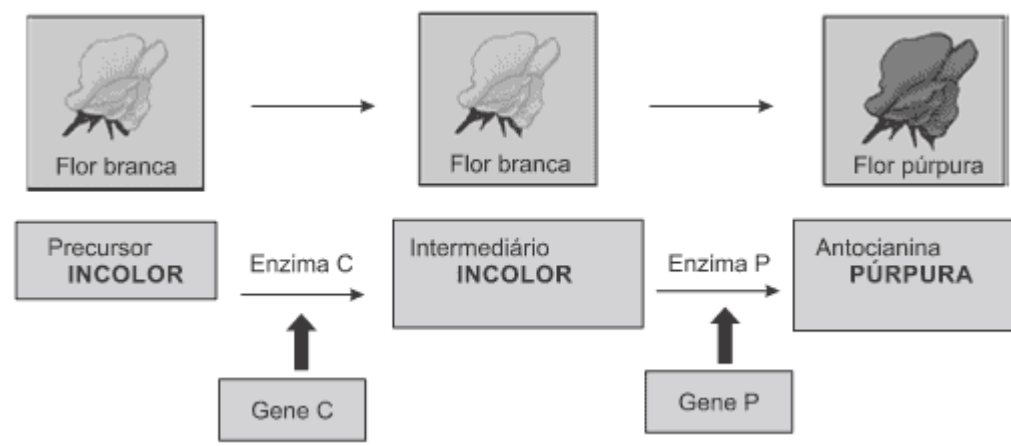 Flor branca
Flor branca
Flor púrpura
Precursor
INCOLOR
Enzima C
Intermediário
INCOLOR
Enzima P
Antocianina
PÚRPURA
Gene C
Gene P